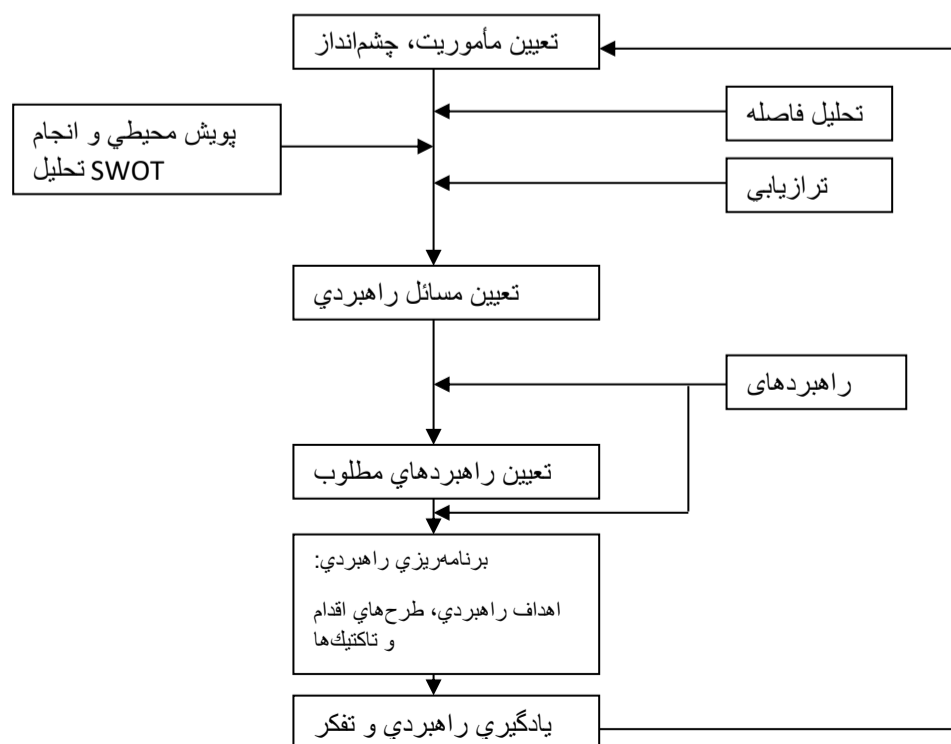 تعيين مأموريت، چشم‌انداز
تحليل فاصله
پويش محيطي و انجام
تحليل SWOT
ترازيابي
تعيين مسائل راهبردي
راهبردهای
تعيين راهبردهاي مطلوب
برنامه‌ريزي راهبردي:
اهداف راهبردي، طرح‌هاي اقدام
و تاكتيك‌ها
يادگيري راهبردي و تفكر